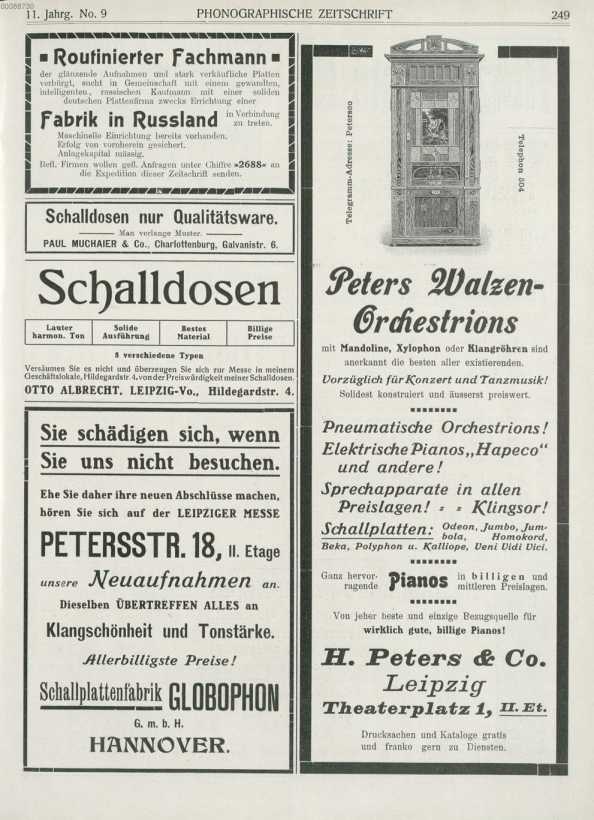 00086730
11. Jahrg. No. 9
PHONOGRAPHISCHE ZEITSCHRIFT
249
Routinierter Fachmann
der glänzende Aufnahmen und stark verkäufliche Platten
verbürgt, sucht in Gemeinschaft mit einem gewandten,
intelligenten, russischen Kaufmann mit einer soliden
deutschen Plattenfirma zwecks Errichtung einer
Fabrik in Russland in Verbindung
zu treten.
Maschinelle Einrichtung bereits vorhanden.
Erfolg von vornherein gesichert.
Anlagekapital mässig.
Refl. Firmen wollen gefl. Anfragen unter Chiffre »2688« an
die Expedition dieser Zeitschrift senden.
Schalldosen nur Qualitätsware.
Man verlange Muster.
PAUL MUCHAIER & Co., Charlottenburg, Galvanistr. 6.
Schalldosen
Lauter
harmon. Ton
Solide
Ausführung
Bestes
Material
Billige
Preise
8 verschiedene Typen
Versäumen Sie es nicht und überzeugen Sie sich zur Messe in meinem
Geschäftslokale, Hildegardstr. 4, von der Preiswürdigkeit meiner Schalldosen.
OTTO ALBRECHT, LEIPZIG-Vo., Hildegardstr. 4.
Sie schädigen sich, wenn
Sie uns nicht besuchen.
Ehe Sie daher ihre neuen Abschlüsse machen,
hören Sie sich auf der LEIPZIGER MESSE
PETERSSTR. 18, II. Etage
unsere Neuaufnahmen an.
Dieselben ÜBERTREFFEN ALLES an
Klangschönheit und Tonstärke.
Allerbilligste Preise!
Schallplattenfabrik GLOBOPHON
G. m. b. H.
HANNOVER.
Telegramm-Adresse: Petersco
Telephon 804
Peters Walzen-
Orchestrions
mit Mandoline, Xylophon oder Klangröhren sind
anerkannt die besten aller existierenden.
Vorzüglich für Konzert und Tanzmusik!
Solidest konstruiert und äusserst preiswert.
Pneumatische Orchestrions!
Elektrische Pianos „Hapeco“
und andere!
Sprechapparate in allen
Preislagen! = = Klingsor!
Schallplatten: Odeon, Jumbo, Jum-
bola, Homokord,
Beka, Polyphon u. Kalliope, Veni Vidi Vici.
Ganz hervor-
ragende Pianos in billigen und
mittleren Preislagen.
Von jeher beste und einzige Bezugsquelle für
wirklich gute, billige Pianos!
H. Peters & Co.
Leipzig
Theaterplatz 1, II. Et.
Drucksachen und Kataloge gratis
und franko gern zu Diensten.